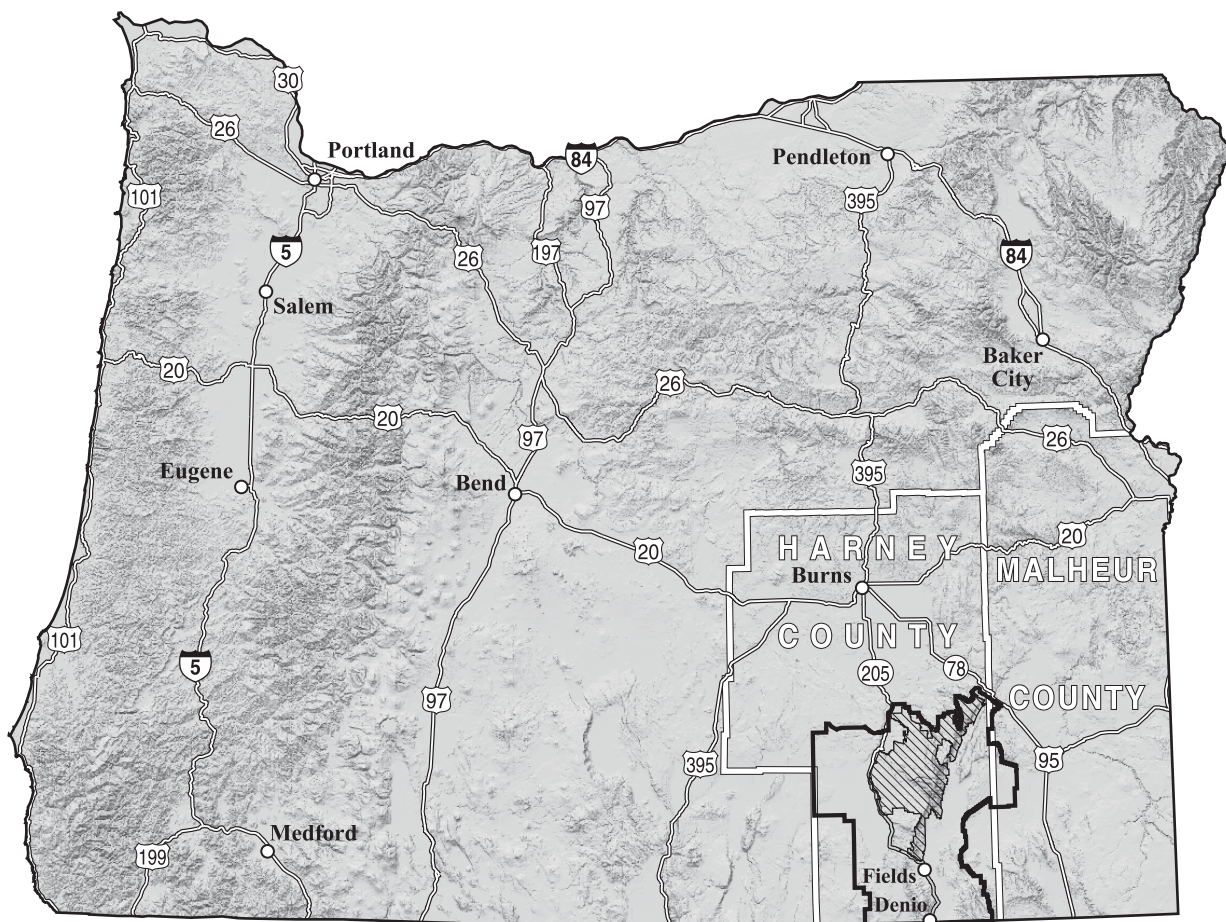 30
26
Portland
84
Pendleton
101
97
395
5
26
197
84
Salem
Baker
City
20
26
20
97
26
Eugene
Bend
395
20
20
HARNEY
MALHEUR
Burns
101
COUNTY
5
205
78
COUNTY
97
395
95
Medford
199
Fields
Denio